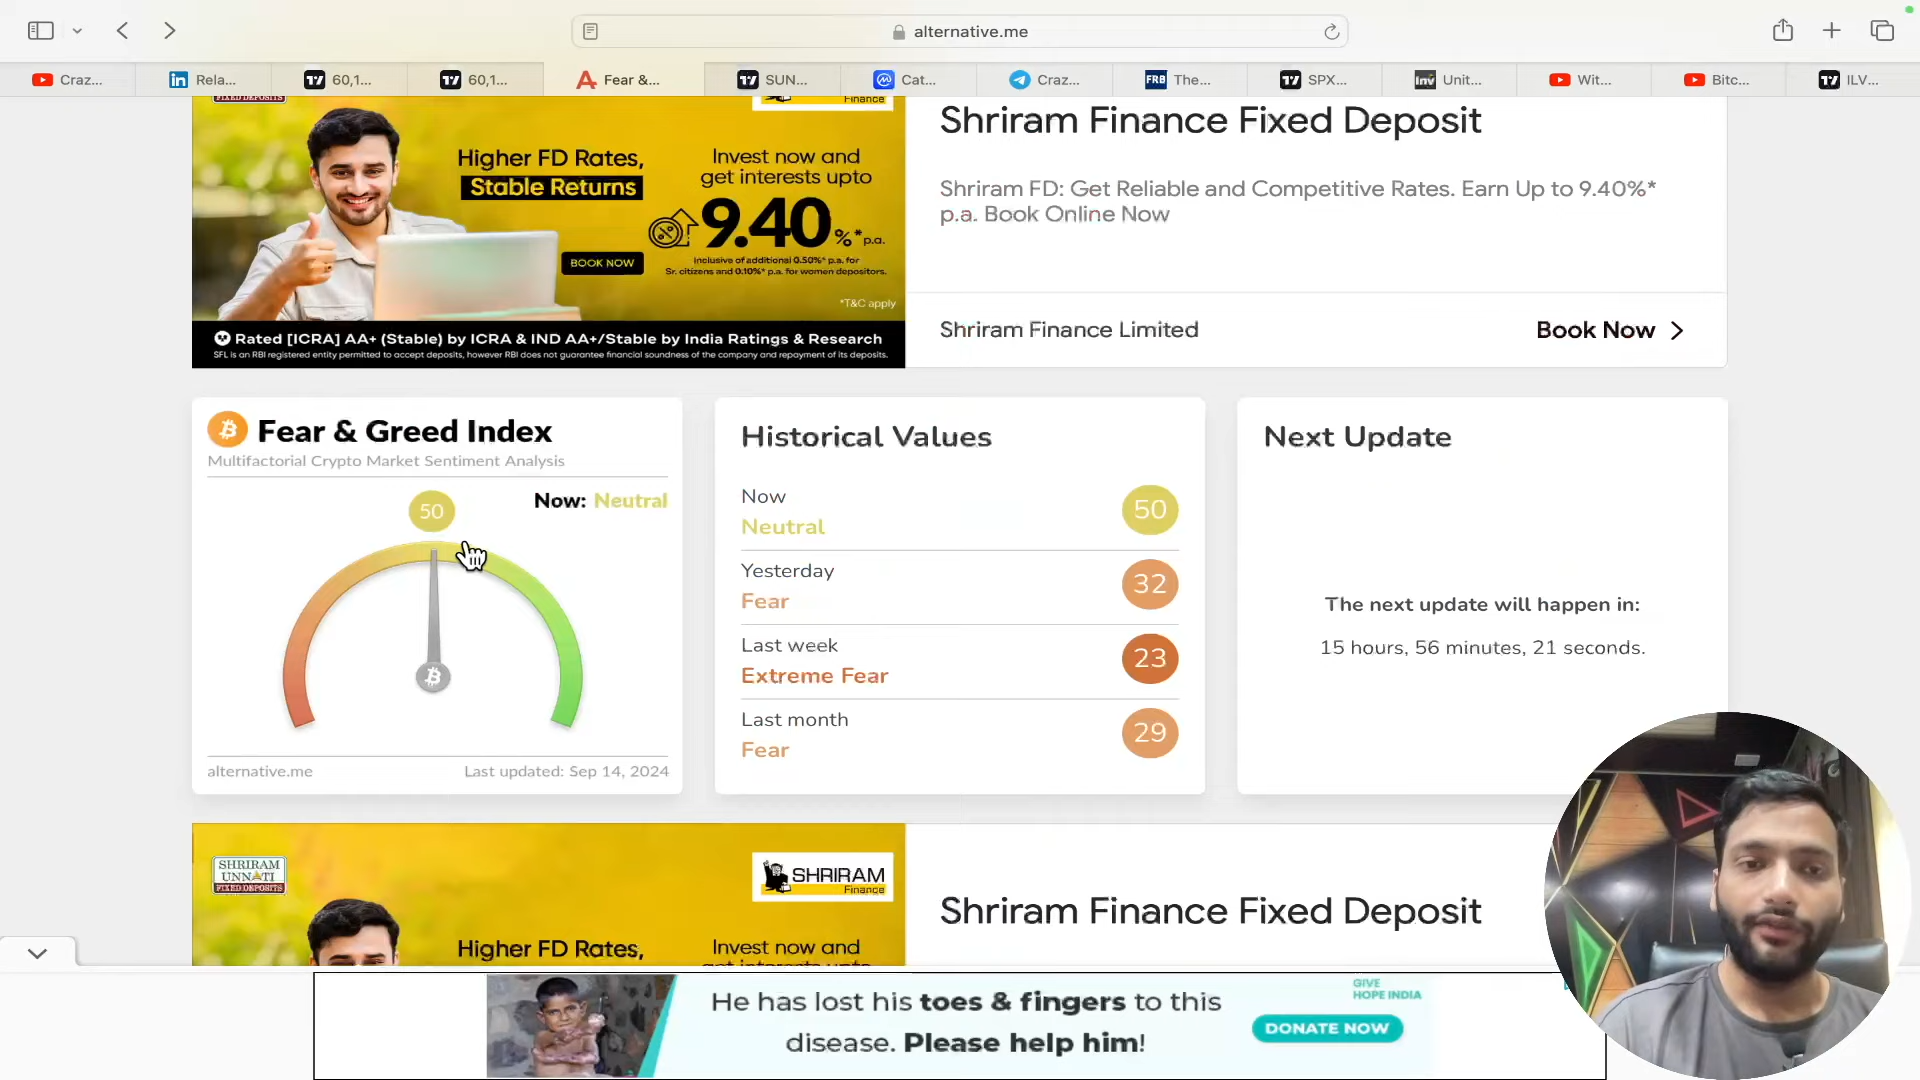 alternative.me
Craz...
Rela...
60,1...
60,1...
Fear &...
SUN...
Cat...
Craz...
FRB
The...
SPX...
Inv
Unit...
Wit...
Bitc...
ILV...
FIXED DEPOSITS
Finance
Higher FD Rates,
Stable Returns
Invest now and
get interests upto
9.40%*p.a.
BOOK NOW
Inclusive of additional 0.50%* p.a. for
Sr. citizens and 0.10%* p.a. for women depositors.
*T&C apply
Rated [ICRA] AA+ (Stable) by ICRA & IND AA+/Stable by India Ratings & Research
SFL is an RBI registered entity permitted to accept deposits, however RBI does not guarantee financial soundness of the company and repayment of its deposits.
Shriram Finance Fixed Deposit
Shriram FD: Get Reliable and Competitive Rates. Earn Up to 9.40%*
p.a. Book Online Now
Shriram Finance Limited
Book Now
Fear & Greed Index
Multifactorial Crypto Market Sentiment Analysis
Now: Neutral
50
alternative.me
Last updated: Sep 14, 2024
Historical Values
Now
Neutral
50
Yesterday
Fear
32
Last week
Extreme Fear
23
Last month
Fear
29
Next Update
The next update will happen in:
15 hours, 56 minutes, 21 seconds.
SHRIRAM
UNNATI
FIXED DEPOSITS
SHRIRAM
Finance
Higher FD Rates,
Invest now and
get interests upto
Shriram Finance Fixed Deposit
He has lost his toes & fingers to this
disease. Please help him!
GIVE
HOPE INDIA
DONATE NOW